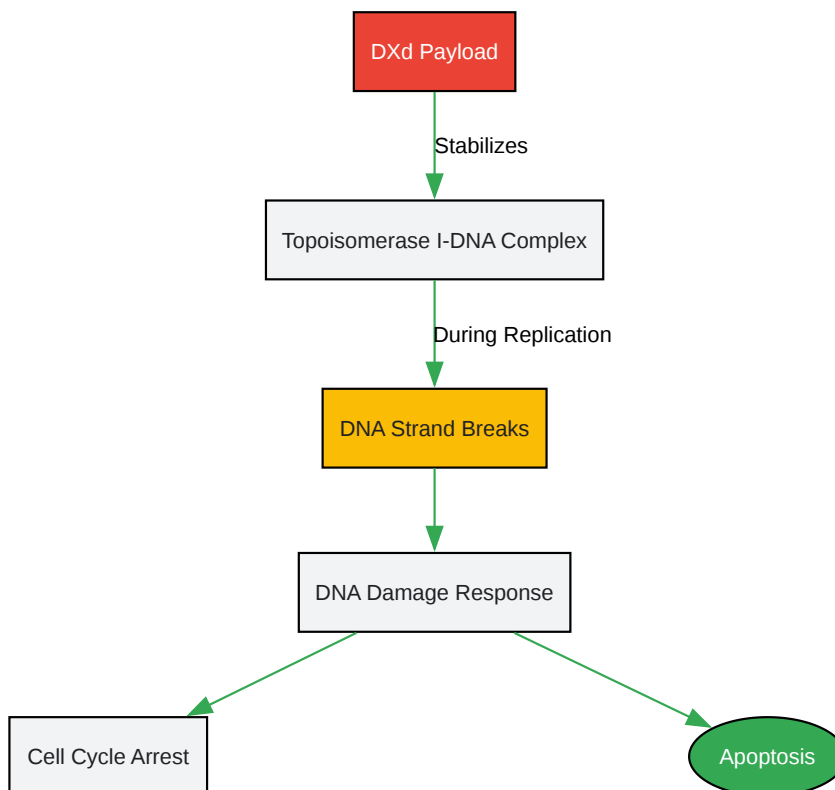 DXd Payload
Stabilizes
Topoisomerase I-DNA Complex
During Replication
DNA Strand Breaks
DNA Damage Response
Cell Cycle Arrest
Apoptosis